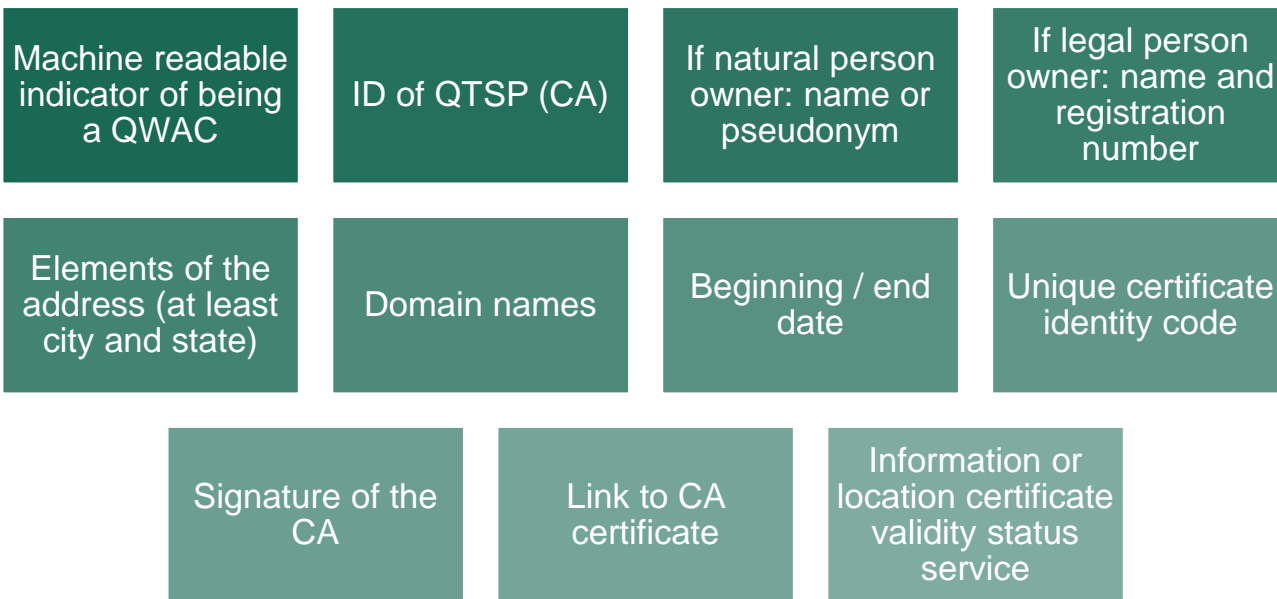 Machine readable
indicator of being
a QWAC
ID of QTSP (CA)
If natural person
owner: name or
pseudonym
If legal person
owner: name and
registration
number
Elements of the
address (at least
city and state)
Domain names
Beginning / end
date
Unique certificate
identity code
Signature of the
CA
Link to CA
certificate
Information or
location certificate
validity status
service